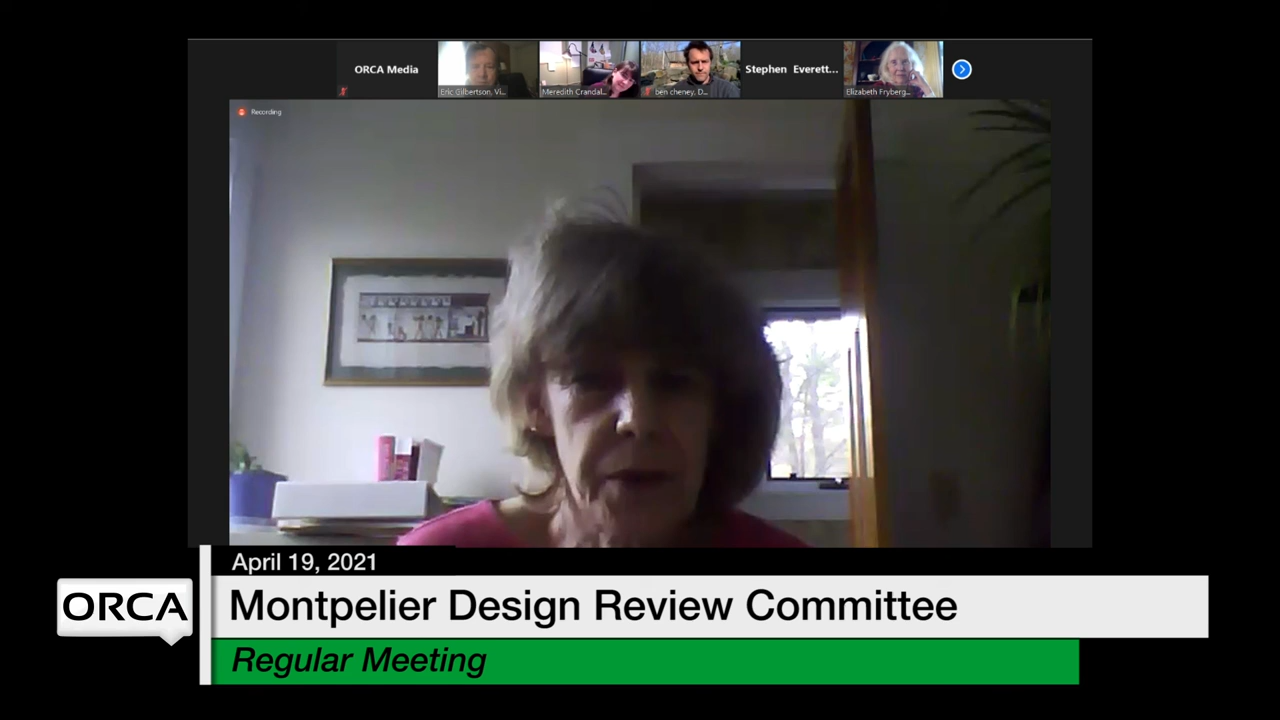 ORCA Media
Stephen Everett...
Eric Gilbertson, Vi...
Meredith Crandal...
ben cheney, D...
Elizabeth Fryberg...
Recording
April 19, 2021
ORCA
Montpelier Design Review Committee
Regular Meeting